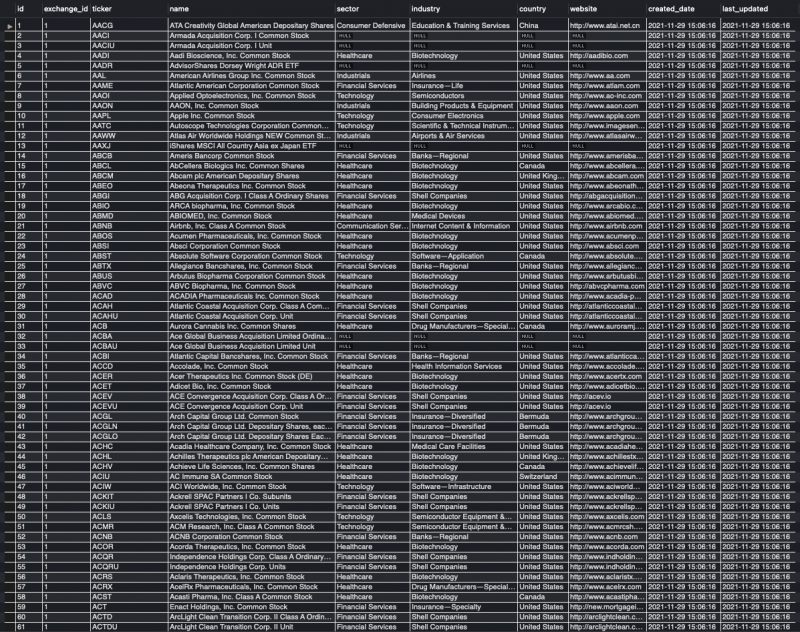 id exchange_id ticker name sector industry country website created_date last_updated
1 1 AACG ATA Creativity Global American Depositary Shares Consumer Defensive Education & Training Services China http://www.atai.net.cn 2021-11-29 15:06:16 2021-11-29 15:06:16
2 1 AACI Armada Acquisition Corp. I Common Stock NULL NULL NULL NULL 2021-11-29 15:06:16 2021-11-29 15:06:16
3 1 AACIU Armada Acquisition Corp. I Unit NULL NULL NULL NULL 2021-11-29 15:06:16 2021-11-29 15:06:16
4 1 AADI Aadi Bioscience, Inc. Common Stock Healthcare Biotechnology United States http://aadibio.com 2021-11-29 15:06:16 2021-11-29 15:06:16
5 1 AADR AdvisorShares Dorsey Wright ADR ETF NULL NULL NULL NULL 2021-11-29 15:06:16 2021-11-29 15:06:16
6 1 AAL American Airlines Group Inc. Common Stock Industrials Airlines United States http://www.aa.com 2021-11-29 15:06:16 2021-11-29 15:06:16
7 1 AAME Atlantic American Corporation Common Stock Financial Services Insurance—Life United States http://www.atlam.com 2021-11-29 15:06:16 2021-11-29 15:06:16
8 1 AAOI Applied Optoelectronics, Inc. Common Stock Technology Semiconductors United States http://www.ao-inc.com 2021-11-29 15:06:16 2021-11-29 15:06:16
9 1 AAON AAON, Inc. Common Stock Industrials Building Products & Equipment United States http://www.aaon.com 2021-11-29 15:06:16 2021-11-29 15:06:16
10 1 AAPL Apple Inc. Common Stock Technology Consumer Electronics United States http://www.apple.com 2021-11-29 15:06:16 2021-11-29 15:06:16
11 1 AATC Autoscope Technologies Corporation Common... Technology Scientific & Technical Instrum... United States http://www.imagesen... 2021-11-29 15:06:16 2021-11-29 15:06:16
12 1 AAWW Atlas Air Worldwide Holdings NEW Common St... Industrials Airports & Air Services United States http://www.atlasairw... 2021-11-29 15:06:16 2021-11-29 15:06:16
13 1 AAXJ iShares MSCI All Country Asia ex Japan ETF NULL NULL NULL NULL 2021-11-29 15:06:16 2021-11-29 15:06:16
14 1 ABCB Ameris Bancorp Common Stock Financial Services Banks—Regional United States http://www.amerisba... 2021-11-29 15:06:16 2021-11-29 15:06:16
15 1 ABCL AbCellera Biologics Inc. Common Shares Healthcare Biotechnology Canada http://www.abcellera... 2021-11-29 15:06:16 2021-11-29 15:06:16
16 1 ABCM Abcam plc American Depositary Shares Healthcare Biotechnology United King... http://www.abcam.com 2021-11-29 15:06:16 2021-11-29 15:06:16
17 1 ABEO Abeona Therapeutics Inc. Common Stock Healthcare Biotechnology United States http://www.abeonath... 2021-11-29 15:06:16 2021-11-29 15:06:16
18 1 ABGI ABG Acquisition Corp. I Class A Ordinary Shares Financial Services Shell Companies United States http://abgacquisition... 2021-11-29 15:06:16 2021-11-29 15:06:16
19 1 ABIO ARCA biopharma, Inc. Common Stock Healthcare Biotechnology United States http://www.arcabio.c... 2021-11-29 15:06:16 2021-11-29 15:06:16
20 1 ABMD ABIOMED, Inc. Common Stock Healthcare Medical Devices United States http://www.abiomed.... 2021-11-29 15:06:16 2021-11-29 15:06:16
21 1 ABNB Airbnb, Inc. Class A Common Stock Communication Ser... Internet Content & Information United States http://www.airbnb.com 2021-11-29 15:06:16 2021-11-29 15:06:16
22 1 ABOS Acumen Pharmaceuticals, Inc. Common Stock Healthcare Biotechnology United States http://www.acumenp... 2021-11-29 15:06:16 2021-11-29 15:06:16
23 1 ABSI Absci Corporation Common Stock Healthcare Biotechnology United States http://www.absci.com 2021-11-29 15:06:16 2021-11-29 15:06:16
24 1 ABST Absolute Software Corporation Common Stock Technology Software—Application Canada http://www.absolute.... 2021-11-29 15:06:16 2021-11-29 15:06:16
25 1 ABTX Allegiance Bancshares, Inc. Common Stock Financial Services Banks—Regional United States http://www.allegianc... 2021-11-29 15:06:16 2021-11-29 15:06:16
26 1 ABUS Arbutus Biopharma Corporation Common Stock Healthcare Biotechnology United States http://www.arbutusbi... 2021-11-29 15:06:16 2021-11-29 15:06:16
27 1 ABVC ABVC Biopharma, Inc. Common Stock Healthcare Biotechnology United States http://abvcpharma.com 2021-11-29 15:06:16 2021-11-29 15:06:16
28 1 ACAD ACADIA Pharmaceuticals Inc. Common Stock Healthcare Biotechnology United States http://www.acadia-p... 2021-11-29 15:06:16 2021-11-29 15:06:16
29 1 ACAH Atlantic Coastal Acquisition Corp. Class A Com... Financial Services Shell Companies United States http://atlanticcoastal... 2021-11-29 15:06:16 2021-11-29 15:06:16
30 1 ACAHU Atlantic Coastal Acquisition Corp. Unit Financial Services Shell Companies United States http://atlanticcoastal... 2021-11-29 15:06:16 2021-11-29 15:06:16
31 1 ACB Aurora Cannabis Inc. Common Shares Healthcare Drug Manufacturers—Special... Canada http://www.auroramj.... 2021-11-29 15:06:16 2021-11-29 15:06:16
32 1 ACBA Ace Global Business Acquisition Limited Ordina... NULL NULL NULL NULL 2021-11-29 15:06:16 2021-11-29 15:06:16
33 1 ACBAU Ace Global Business Acquisition Limited Unit NULL NULL NULL NULL 2021-11-29 15:06:16 2021-11-29 15:06:16
34 1 ACBI Atlantic Capital Bancshares, Inc. Common Stock Financial Services Banks—Regional United States http://www.atlanticca... 2021-11-29 15:06:16 2021-11-29 15:06:16
35 1 ACCD Accolade, Inc. Common Stock Healthcare Health Information Services United States http://www.accolade... 2021-11-29 15:06:16 2021-11-29 15:06:16
36 1 ACER Acer Therapeutics Inc. Common Stock (DE) Healthcare Biotechnology United States http://www.acertx.com 2021-11-29 15:06:16 2021-11-29 15:06:16
37 1 ACET Adicet Bio, Inc. Common Stock Healthcare Biotechnology United States http://www.adicetbio... 2021-11-29 15:06:16 2021-11-29 15:06:16
38 1 ACEV ACE Convergence Acquisition Corp. Class A Or... Financial Services Shell Companies United States http://acev.io 2021-11-29 15:06:16 2021-11-29 15:06:16
39 1 ACEVU ACE Convergence Acquisition Corp. Unit Financial Services Shell Companies United States http://acev.io 2021-11-29 15:06:16 2021-11-29 15:06:16
40 1 ACGL Arch Capital Group Ltd. Common Stock Financial Services Insurance—Diversified Bermuda http://www.archgrou... 2021-11-29 15:06:16 2021-11-29 15:06:16
41 1 ACGLN Arch Capital Group Ltd. Depositary Shares, eac... Financial Services Insurance—Diversified Bermuda http://www.archgrou... 2021-11-29 15:06:16 2021-11-29 15:06:16
42 1 ACGLO Arch Capital Group Ltd. Depositary Shares Eac... Financial Services Insurance—Diversified Bermuda http://www.archgrou... 2021-11-29 15:06:16 2021-11-29 15:06:16
43 1 ACHC Acadia Healthcare Company, Inc. Common Stock Healthcare Medical Care Facilities United States http://www.acadiahe... 2021-11-29 15:06:16 2021-11-29 15:06:16
44 1 ACHL Achilles Therapeutics plc American Depositary... Healthcare Biotechnology United King... http://www.achillestx... 2021-11-29 15:06:16 2021-11-29 15:06:16
45 1 ACHV Achieve Life Sciences, Inc. Common Shares Healthcare Biotechnology Canada http://www.achievelif... 2021-11-29 15:06:16 2021-11-29 15:06:16
46 1 ACIU AC Immune SA Common Stock Healthcare Biotechnology Switzerland http://www.acimmun... 2021-11-29 15:06:16 2021-11-29 15:06:16
47 1 ACIW ACI Worldwide, Inc. Common Stock Technology Software—Infrastructure United States http://www.aciworld... 2021-11-29 15:06:16 2021-11-29 15:06:16
48 1 ACKIT Ackrell SPAC Partners I Co. Subunits Financial Services Shell Companies United States http://www.ackrellsp... 2021-11-29 15:06:16 2021-11-29 15:06:16
49 1 ACKIU Ackrell SPAC Partners I Co. Units Financial Services Shell Companies United States http://www.ackrellsp... 2021-11-29 15:06:16 2021-11-29 15:06:16
50 1 ACLS Axcelis Technologies, Inc. Common Stock Technology Semiconductor Equipment &... United States http://www.axcelis.com 2021-11-29 15:06:16 2021-11-29 15:06:16
51 1 ACMR ACM Research, Inc. Class A Common Stock Technology Semiconductor Equipment &... United States http://www.acmrcsh.... 2021-11-29 15:06:16 2021-11-29 15:06:16
52 1 ACNB ACNB Corporation Common Stock Financial Services Banks—Regional United States http://www.acnb.com 2021-11-29 15:06:16 2021-11-29 15:06:16
53 1 ACOR Acorda Therapeutics, Inc. Common Stock Healthcare Biotechnology United States http://www.acorda.com 2021-11-29 15:06:16 2021-11-29 15:06:16
54 1 ACQR Independence Holdings Corp. Class A Ordinary... Financial Services Shell Companies United States http://www.indholdin... 2021-11-29 15:06:16 2021-11-29 15:06:16
55 1 ACQRU Independence Holdings Corp. Units Financial Services Shell Companies United States http://www.indholdin... 2021-11-29 15:06:16 2021-11-29 15:06:16
56 1 ACRS Aclaris Therapeutics, Inc. Common Stock Healthcare Biotechnology United States http://www.aclaristx... 2021-11-29 15:06:16 2021-11-29 15:06:16
57 1 ACRX AcelRx Pharmaceuticals, Inc. Common Stock Healthcare Drug Manufacturers—Special... United States http://www.acelrx.com 2021-11-29 15:06:16 2021-11-29 15:06:16
58 1 ACST Acasti Pharma, Inc. Class A Common Stock Healthcare Biotechnology Canada http://www.acastipha... 2021-11-29 15:06:16 2021-11-29 15:06:16
59 1 ACT Enact Holdings, Inc. Common Stock Financial Services Insurance—Specialty United States http://new.mortgagei... 2021-11-29 15:06:16 2021-11-29 15:06:16
60 1 ACTD ArcLight Clean Transition Corp. II Class A Ordin... Financial Services Shell Companies United States http://arclightclean.c... 2021-11-29 15:06:16 2021-11-29 15:06:16
61 1 ACTDU ArcLight Clean Transition Corp. II Unit Financial Services Shell Companies United States http://arclightclean.c... 2021-11-29 15:06:16 2021-11-29 15:06:16